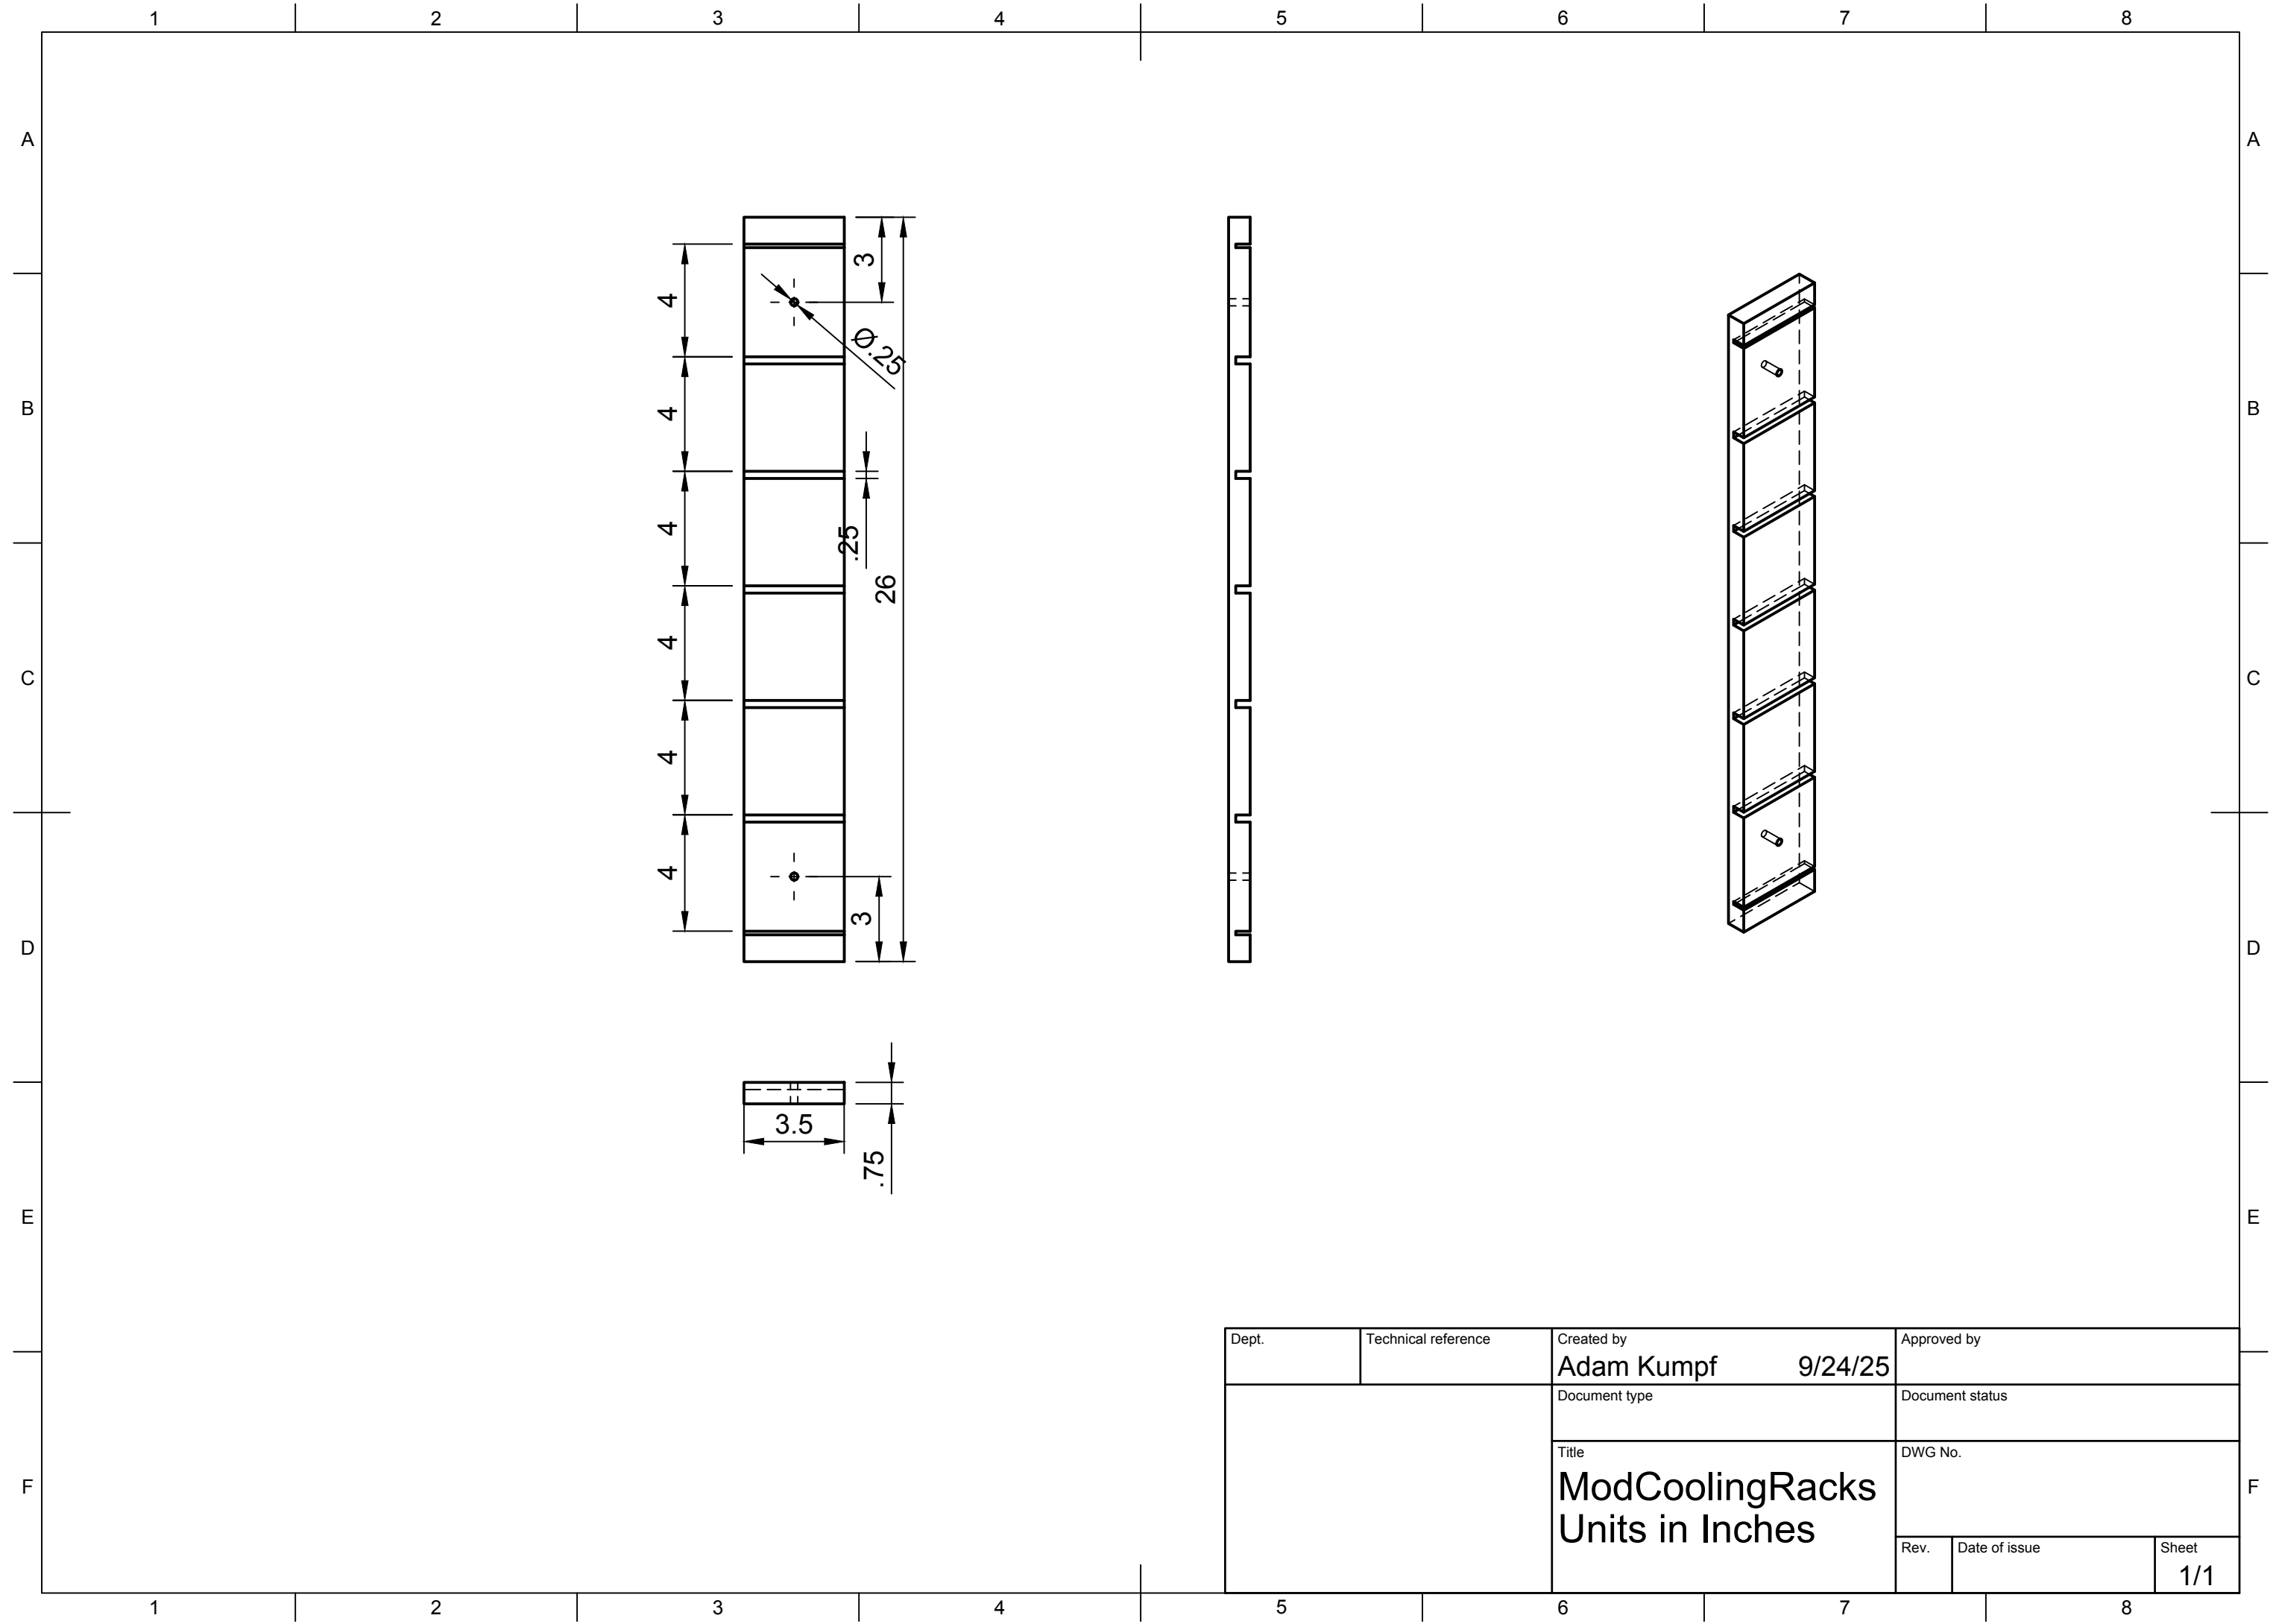 1 2 3 4 5 6 7 8
A A
3
4
Ø.25
B B
4
4
.25
26
C C
4
4
4
3
D D
3.5
.75
E E
Dept. Technical reference Created by Approved by
Adam Kumpf 9/24/25
Document type Document status
Title DWG No.
ModCoolingRacks
Units in Inches
F F
Rev. Date of issue Sheet
1/1
1 2 3 4 5 6 7 8